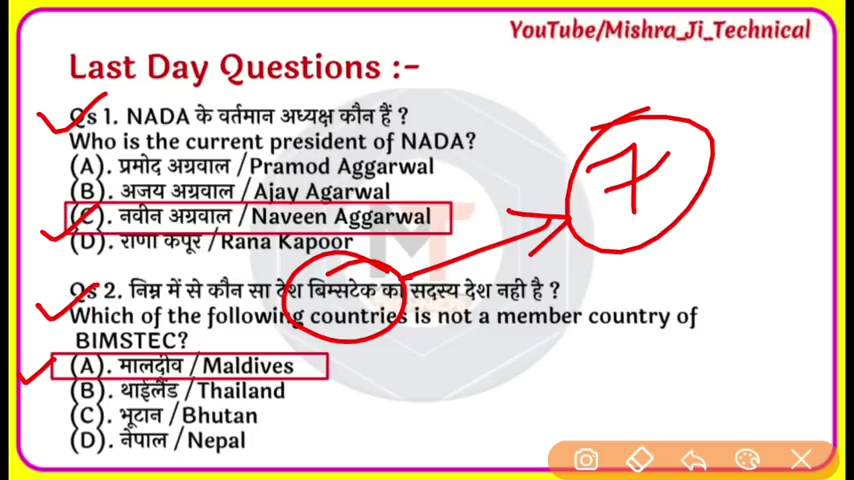 YouTube/Mishra_Ji_Technical
Last Day Questions :-
Qs 1. NADA के वर्तमान अध्यक्ष कौन हैं ?
Who is the current president of NADA?
(A). प्रमोद अग्रवाल / Pramod Aggarwal
(B). अजय अग्रवाल / Ajay Agarwal
(C). नवीन अग्रवाल / Naveen Aggarwal
(D). राणा कपूर / Rana Kapoor
7
Qs 2. निम्न में से कौन सा देश बिम्सटेक का सदस्य देश नही है ?
Which of the following countries is not a member country of
BIMSTEC?
(A). मालदीव / Maldives
(B). थाईलैंड / Thailand
(C). भूटान / Bhutan
(D). नेपाल / Nepal